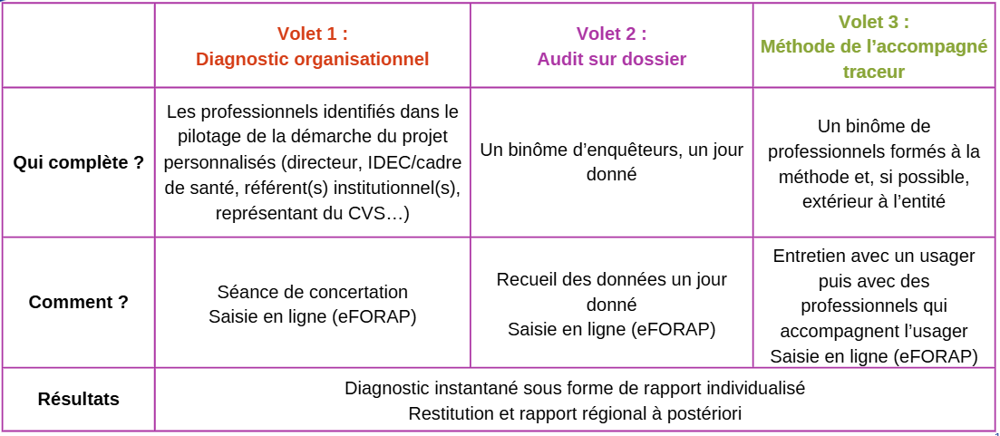 Volet 1 :
Diagnostic organisationnel
Volet 2 :
Audit sur dossier
Volet 3 :
Méthode de l’accompagné
traceur
Qui complète ?
Les professionnels identifiés dans le
pilotage de la démarche du projet
personnalisés (directeur, IDEC/cadre
de santé, référent(s) institutionnel(s),
représentant du CVS…)
Un binôme d’enquêteurs, un jour
donné
Un binôme de
professionnels formés à la
méthode et, si possible,
extérieur à l’entité
Comment ?
Séance de concertation
Saisie en ligne (eFORAP)
Recueil des données un jour
donné
Saisie en ligne (eFORAP)
Entretien avec un usager
puis avec des
professionnels qui
accompagnent l’usager
Saisie en ligne (eFORAP)
Résultats
Diagnostic instantané sous forme de rapport individualisé
Restitution et rapport régional à postériori